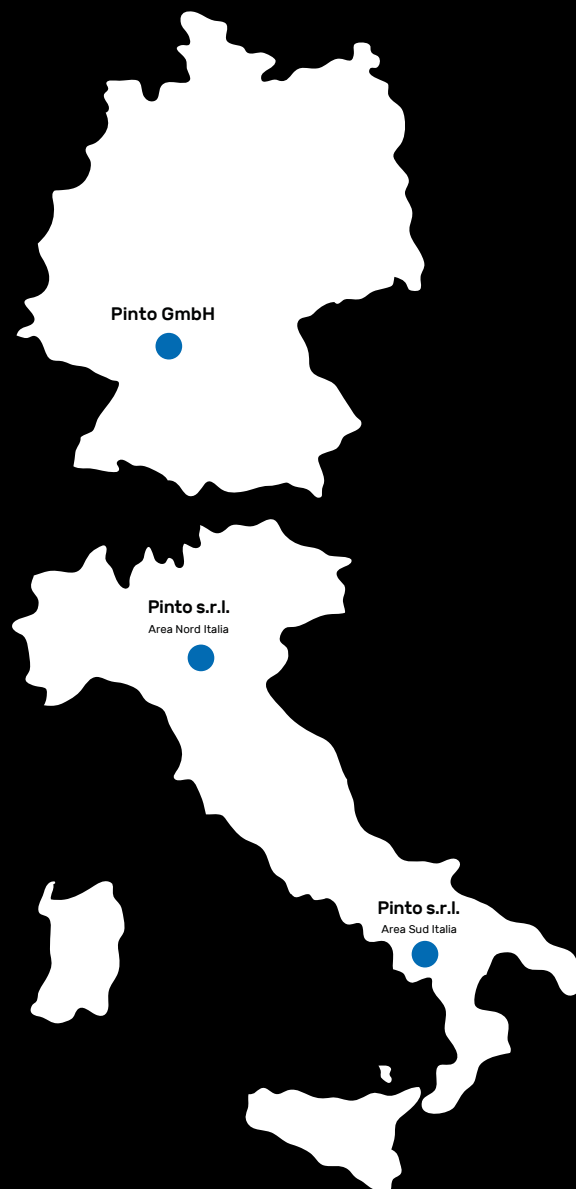 Pinto GmbH
Pinto s.r.l.
Area Nord Italia
Pinto s.r.l.
Area Sud Italia